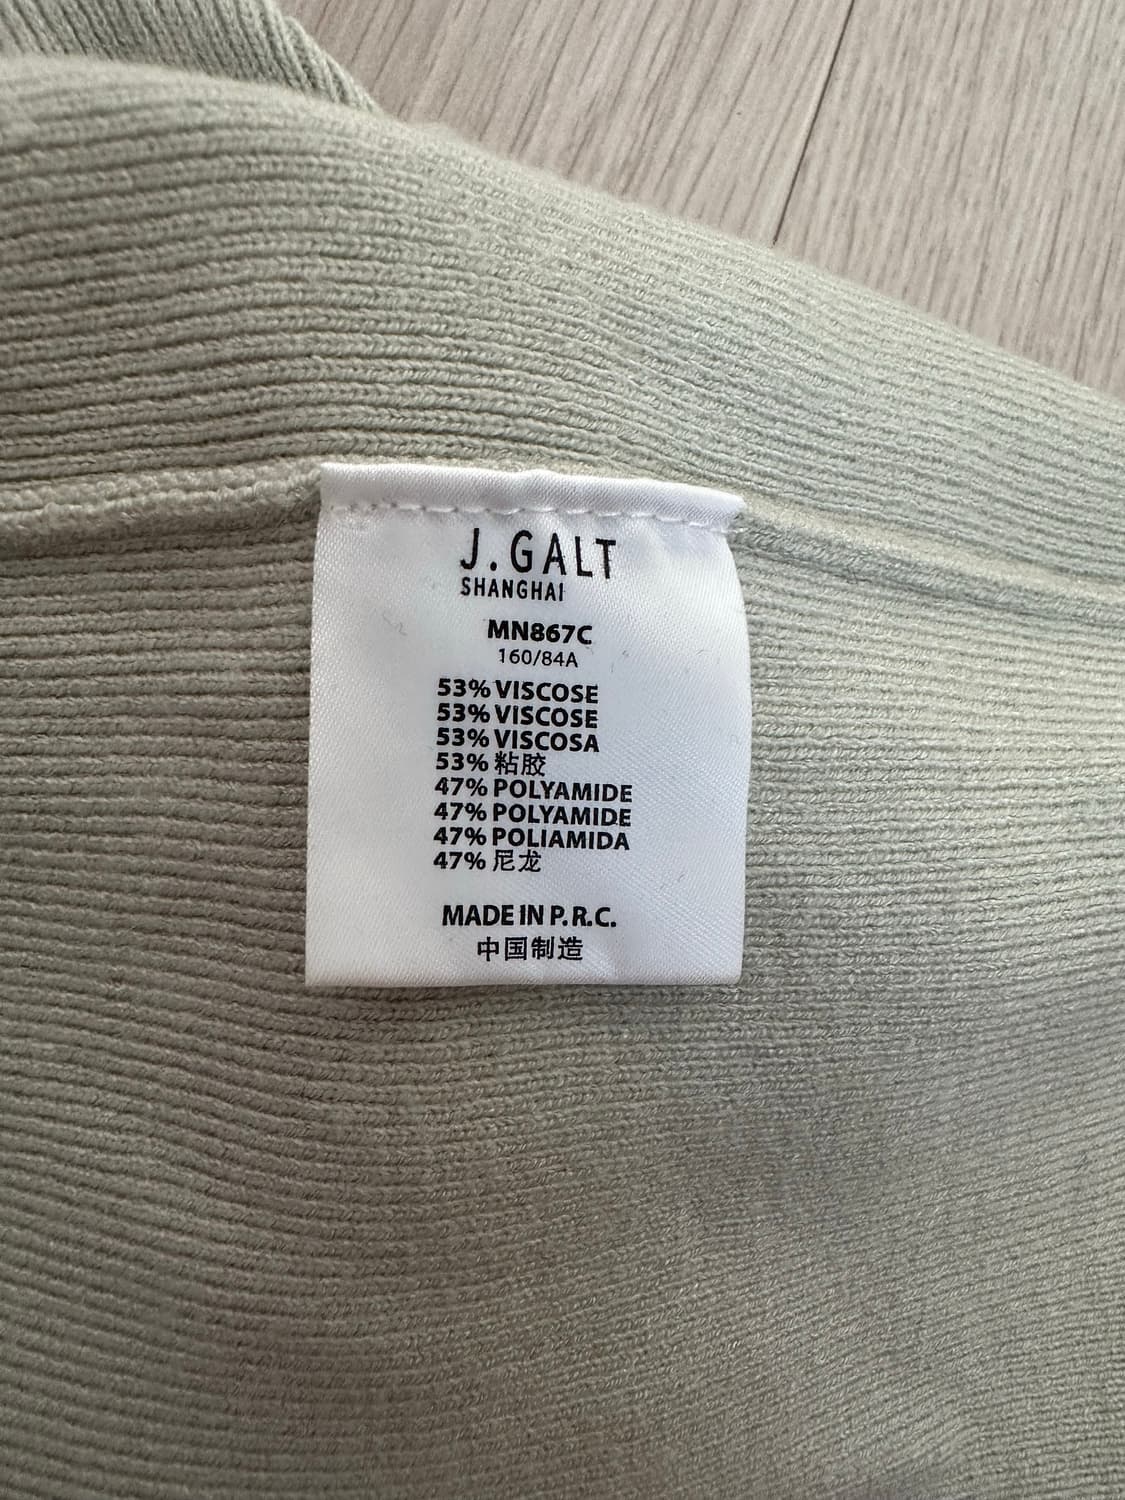 J.GALT
SHANGHAI
MN867C
160/84A
53% VISCOSE
53% VISCOSE
53% VISCOSA
53% 粘胶
47% POLYAMIDE
47% POLYAMIDE
47% POLIAMIDA
47% 尼龙
MADE IN P.R.C.
中国制造